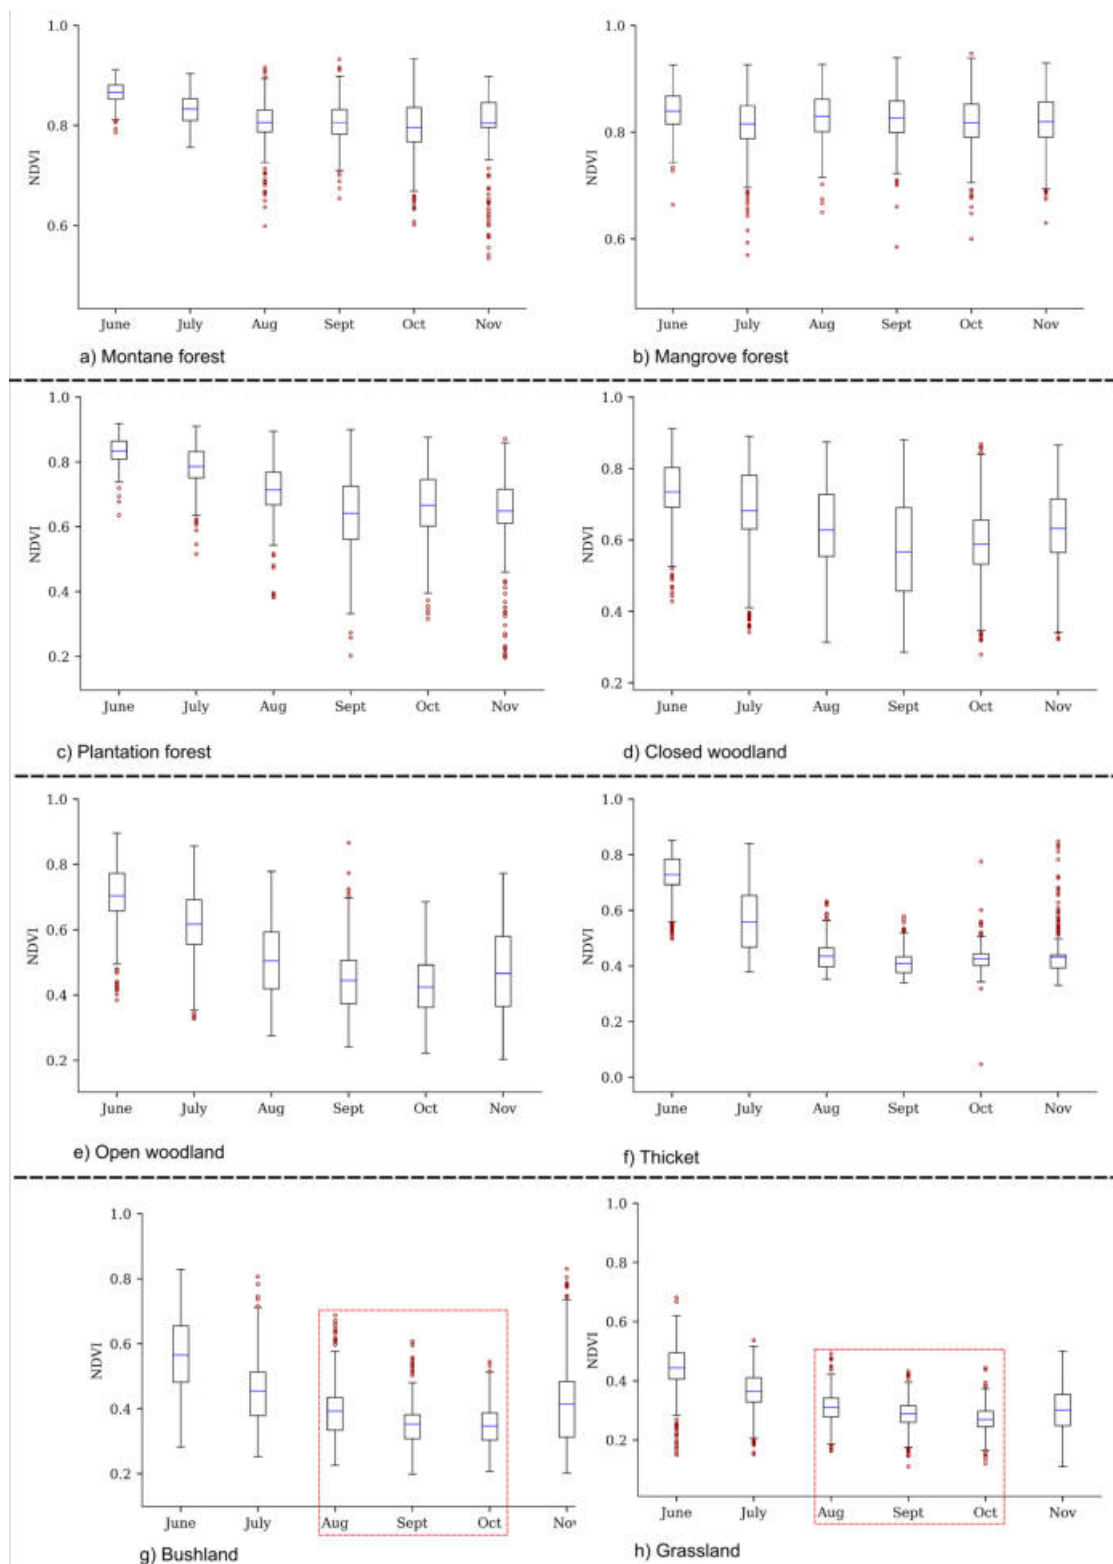 1.0
0.8
0.6
NDVI
June July Aug Sept Oct Nov
a) Montane forest
1.0
0.8
0.6
NDVI
June July Aug Sept Oct Nov
b) Mangrove forest
1.0
0.8
0.6
0.4
0.2
NDVI
June July Aug Sept Oct Nov
c) Plantation forest
1.0
0.8
0.6
0.4
0.2
NDVI
June July Aug Sept Oct Nov
d) Closed woodland
1.0
0.8
0.6
0.4
0.2
NDVI
June July Aug Sept Oct Nov
e) Open woodland
1.0
0.8
0.6
0.4
0.2
0.0
NDVI
June July Aug Sept Oct Nov
f) Thicket
1.0
0.8
0.6
0.4
0.2
NDVI
June July Aug Sept Oct Nov
g) Bushland
1.0
0.8
0.6
0.4
0.2
NDVI
June July Aug Sept Oct Nov
h) Grassland